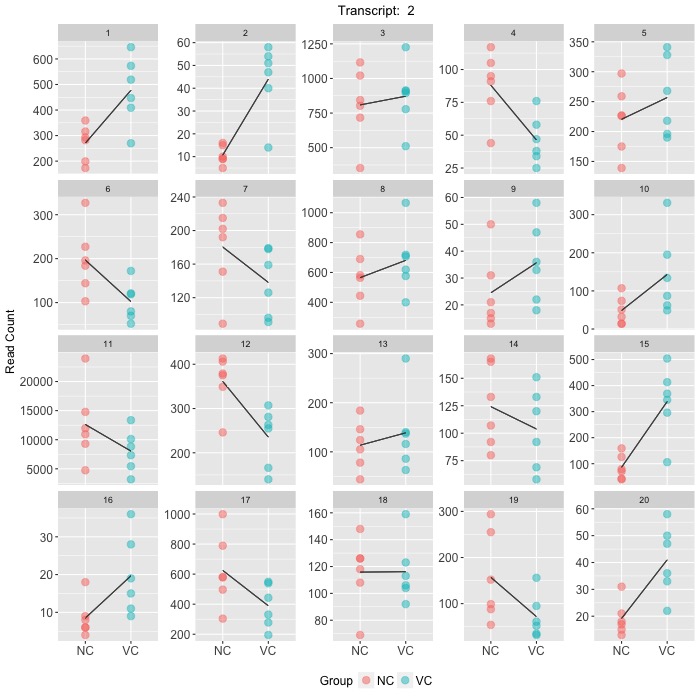 Transcript: 2
1 2 3 4 5
600 500 400 300 200
60 50 40 30 20 10
1250 1000 750 500
100 75 50 25
350 300 250 200 150
6 7 8 9 10
300 200 100
240 200 160 120
1000 800 600 400
60 50 40 30 20
300 200 100 0
Read Count
11 12 13 14 15
20000 15000 10000 5000
400 300 200
300 200 100
150 125 100 75
500 400 300 200 100
16 17 18 19 20
30 20 10
1000 800 600 400 200
160 140 120 100 80
300 200 100
60 50 40 30 20
NC VC NC VC NC VC NC VC NC VC
Group NC VC